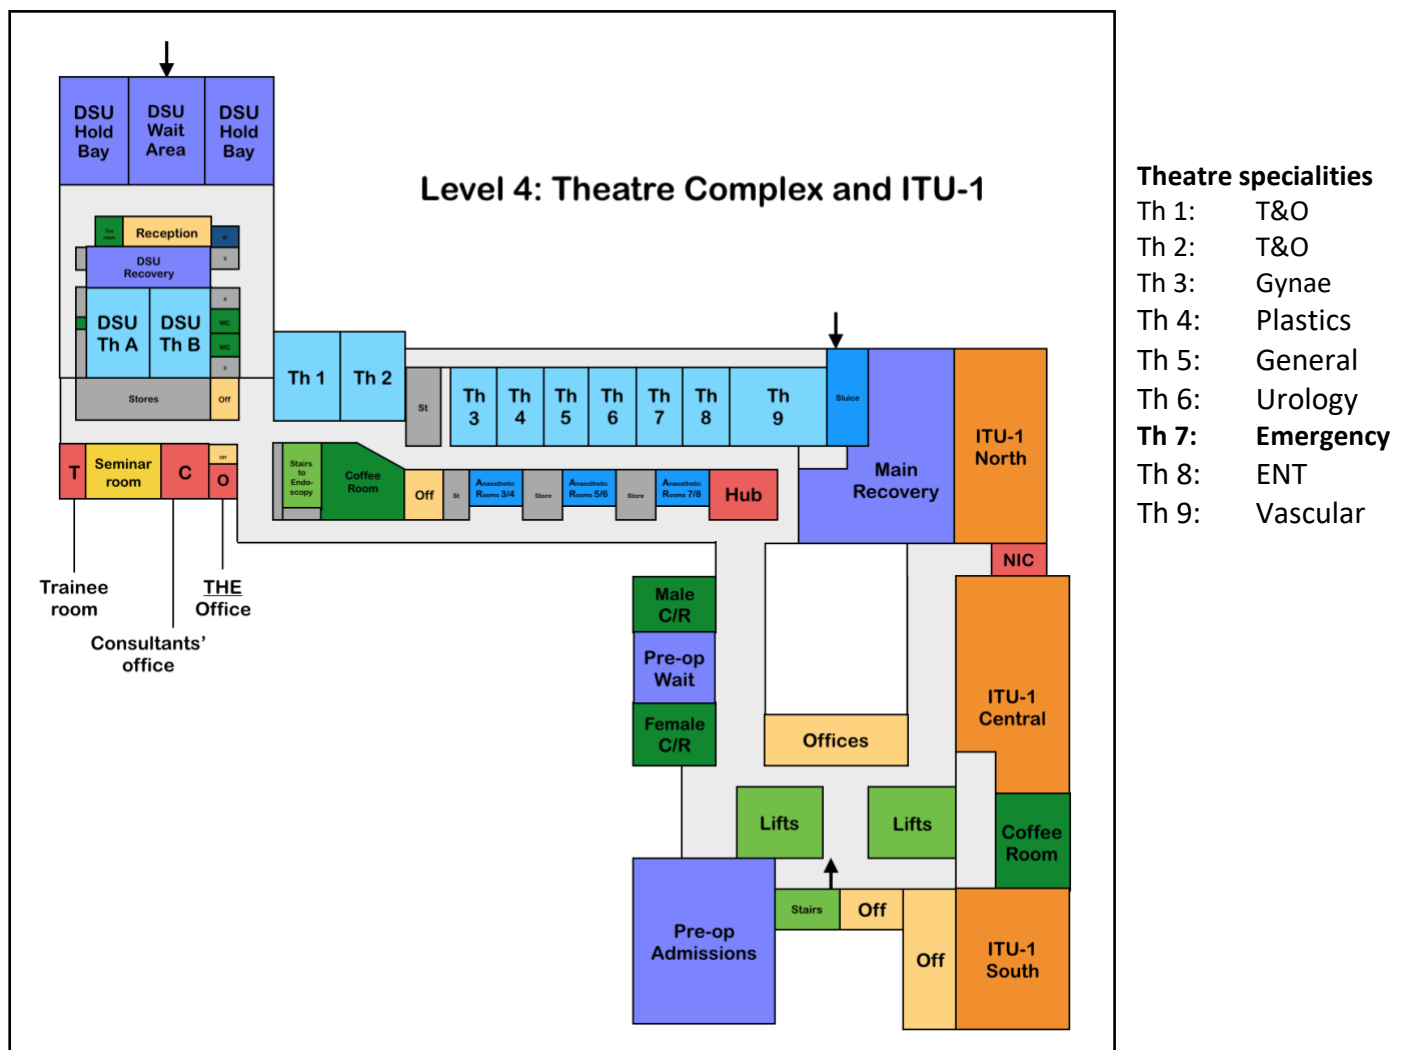 Level 4: Theatre Complex and ITU-1
DSU
Hold
Bay
DSU
Wait
Area
DSU
Hold
Bay
Tea
room
Reception
S
DSU
Recovery
DSU
Th A
DSU
Th B
S
WC
WC
S
Stores
Off
Th 1
Th 2
St
Th
3
Th
4
Th
5
Th
6
Th
7
Th
8
Th
9
Sluice
Main
Recovery
ITU-1
North
T
Seminar
room
C
Off
O
Stairs
to
Endo-
scopy
Coffee
Room
Off
St
Anaesthetic
Rooms 3/4
Store
Anaesthetic
Rooms 5/6
Store
Anaesthetic
Rooms 7/8
Hub
NIC
Trainee
room
Consultants'
office
THE
Office
Male
C/R
Pre-op
Wait
Female
C/R
Offices
ITU-1
Central
Lifts
Lifts
Coffee
Room
Pre-op
Admissions
Stairs
Off
Off
ITU-1
South
Theatre specialities
Th 1: T&O
Th 2: T&O
Th 3: Gynae
Th 4: Plastics
Th 5: General
Th 6: Urology
Th 7: Emergency
Th 8: ENT
Th 9: Vascular